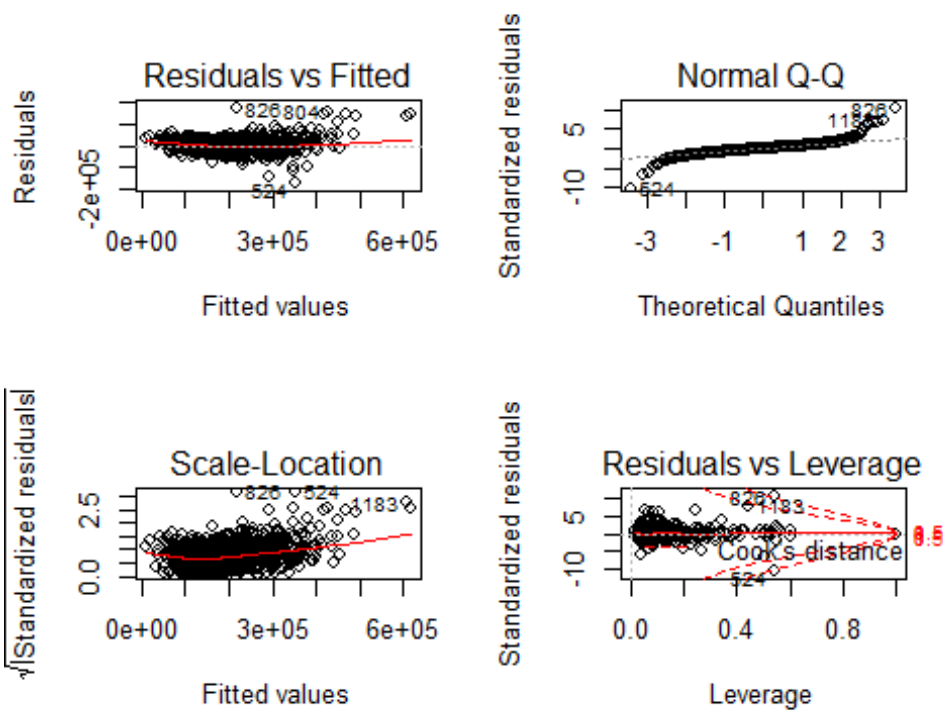 Residuals vs Fitted
Residuals
-2e+05
826
804
524
0e+00 3e+05 6e+05
Fitted values
Normal Q-Q
Standardized residuals
5
-10
826
524
-3 -1 1 2 3
Theoretical Quantiles
Scale-Location
√|Standardized residuals|
2.5
0.0
826
524
1183
0e+00 3e+05 6e+05
Fitted values
Residuals vs Leverage
Standardized residuals
5
-10
826
1183
Cook's distance
524
0.5
0.0 0.4 0.8
Leverage